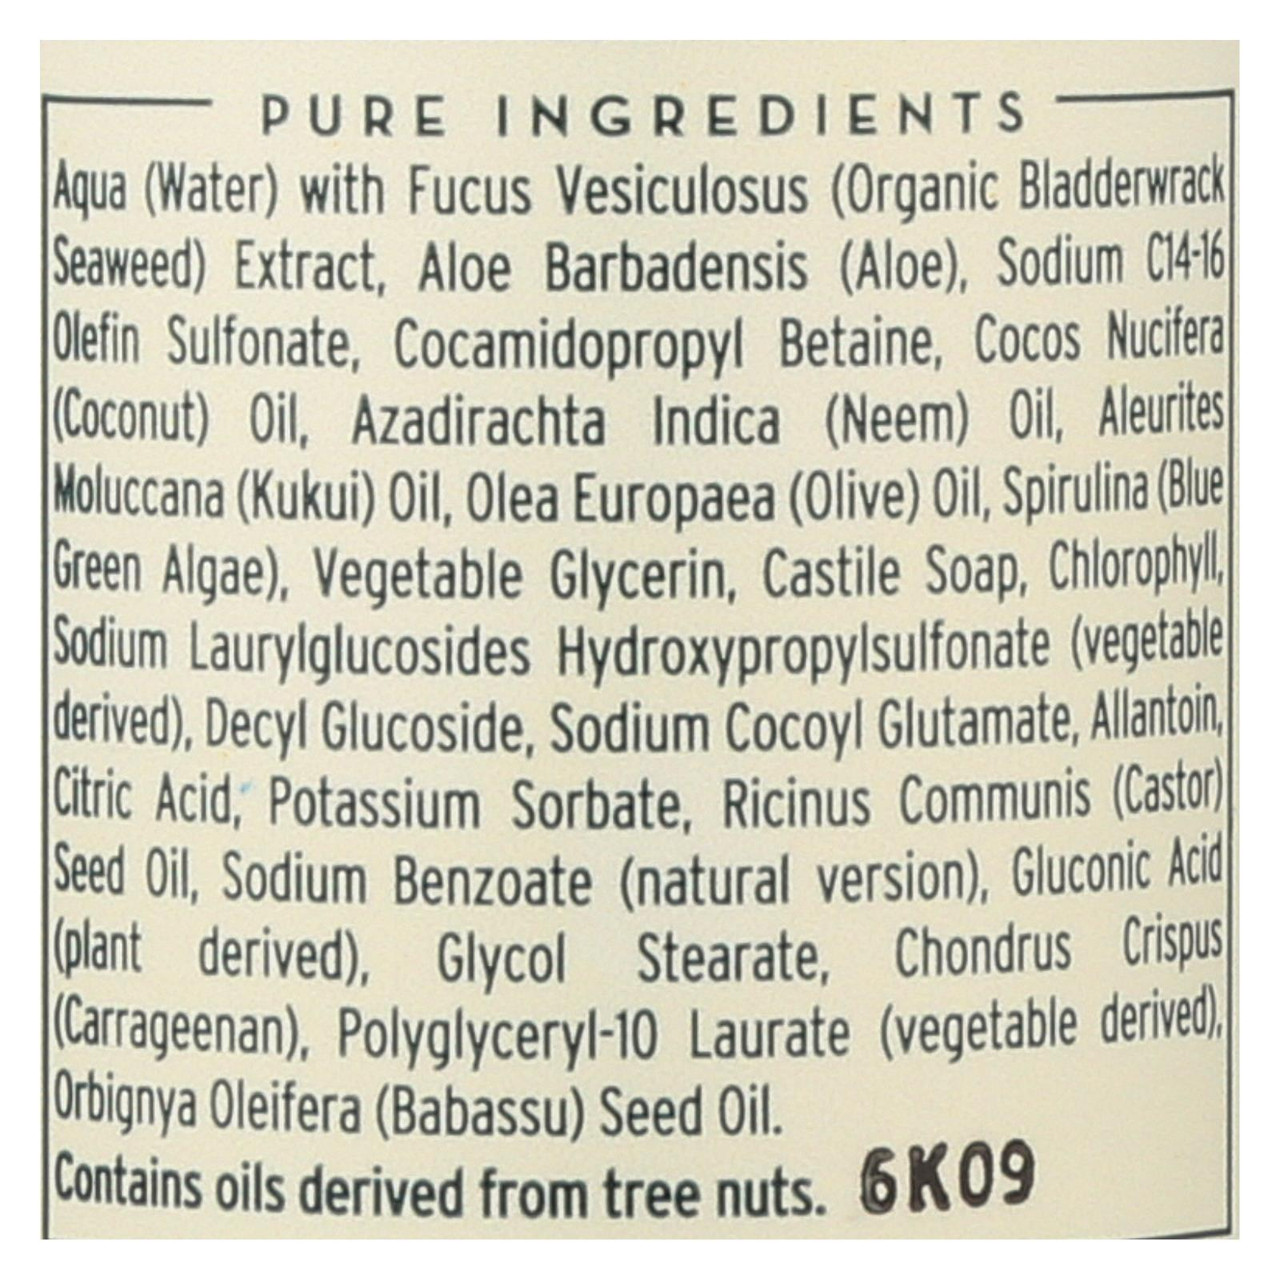 PURE INGREDIENTS
Aqua (Water) with Fucus Vesiculosus (Organic Bladderwrack
Seaweed) Extract, Aloe Barbadensis (Aloe), Sodium C14-16
Olefin Sulfonate, Cocamidopropyl Betaine, Cocos Nucifera
(Coconut) Oil, Azadirachta Indica (Neem) Oil, Aleurites
Moluccana (Kukui) Oil, Olea Europaea (Olive) Oil, Spirulina (Blue
Green Algae), Vegetable Glycerin, Castile Soap, Chlorophyll,
Sodium Laurylglucosides Hydroxypropylsulfonate (vegetable
derived), Decyl Glucoside, Sodium Cocoyl Glutamate, Allantoin,
Citric Acid, Potassium Sorbate, Ricinus Communis (Castor)
Seed Oil, Sodium Benzoate (natural version), Gluconic Acid
(plant derived), Glycol Stearate, Chondrus Crispus
(Carrageenan), Polyglyceryl-10 Laurate (vegetable derived),
Orbignya Oleifera (Babassu) Seed Oil.
Contains oils derived from tree nuts. 6K09